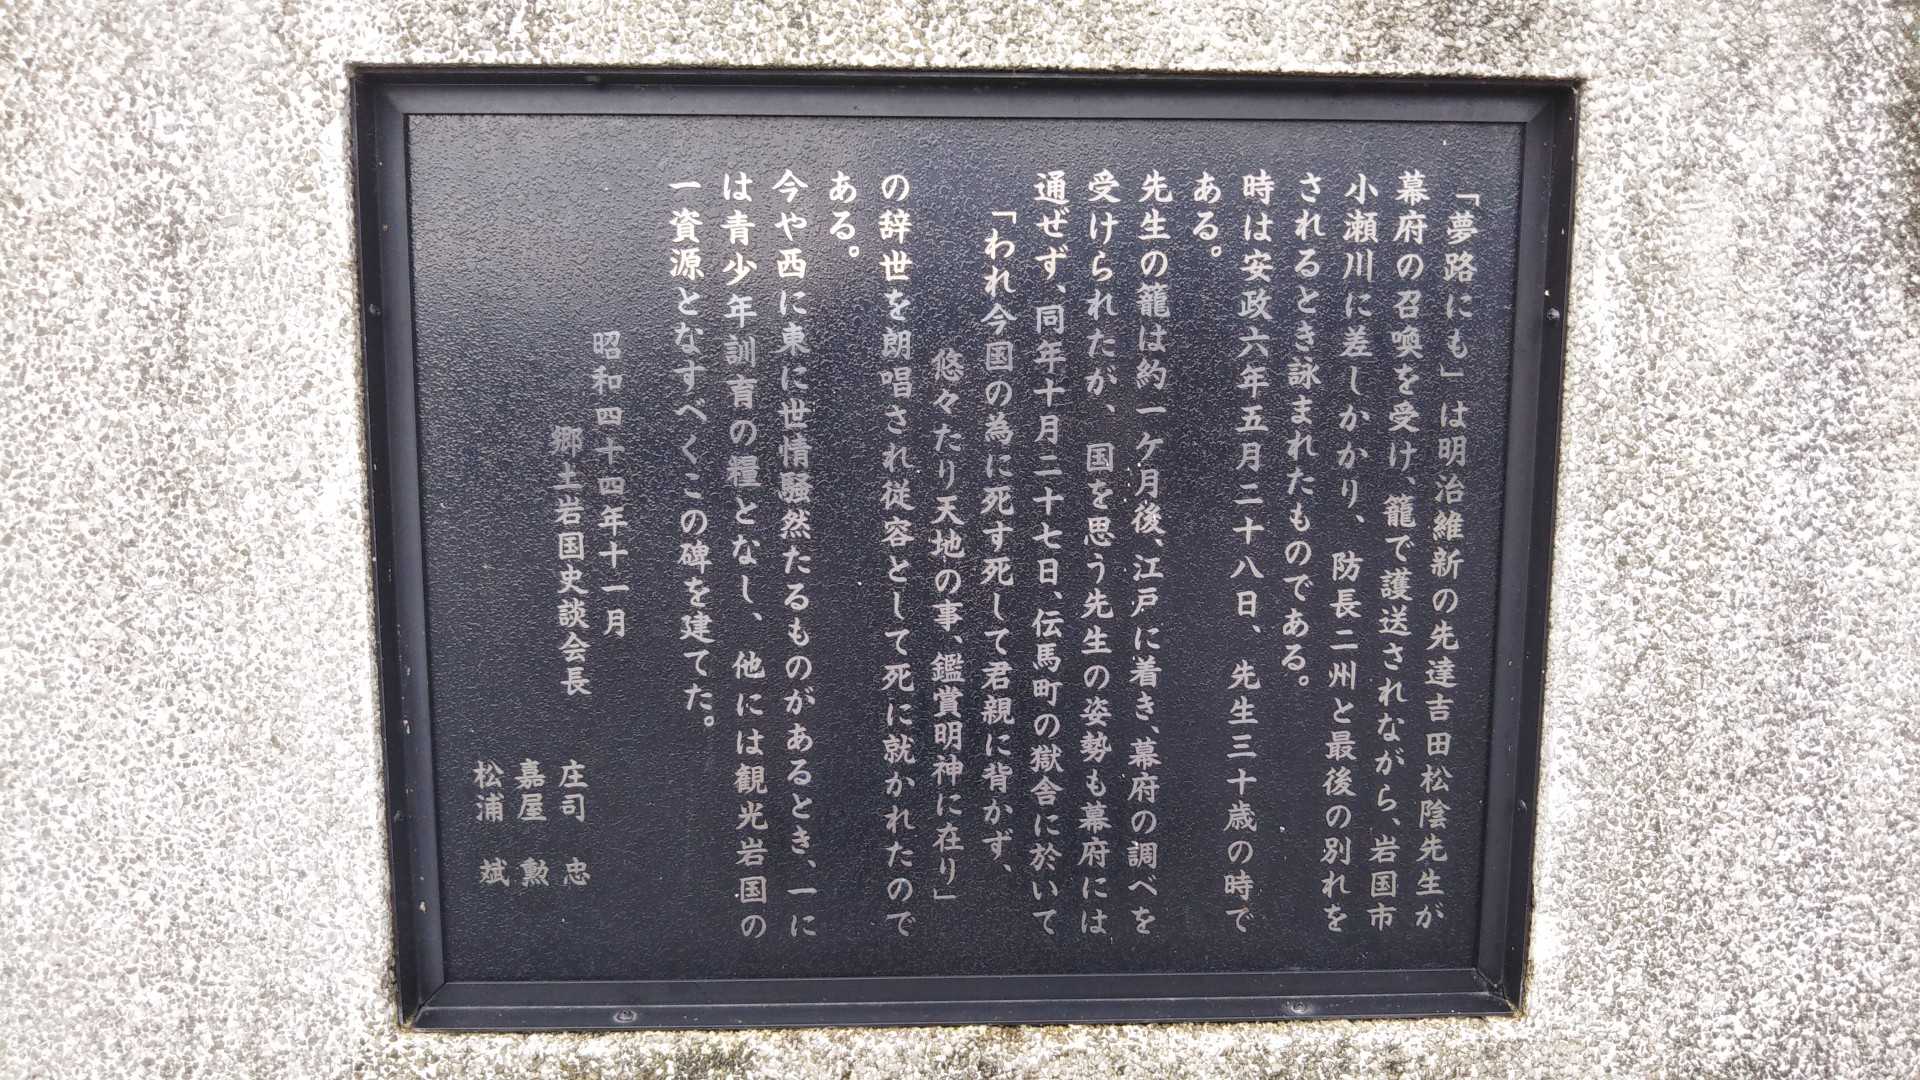 「夢路にも」は明治維新の先達吉田松陰先生が
幕府の召喚を受け、籠で護送されながら、岩国市
小瀬川に差しかかり、防長二州と最後の別れを
されるとき詠まれたものである。
時は安政六年五月二十八日、先生三十歳の時で
ある。
先生の籠は約一ケ月後、江戸に着き、幕府の調べを
受けられたが、国を思う先生の姿勢も幕府には
通ぜず、同年十月二十七日、伝馬町の獄舎に於いて
「われ今国の為に死す死して君親に背かず、
悠々たり天地の事、鑑賞明神に在り」
の辞世を朗唱され従容として死に就かれたので
ある。
今や西に東に世情騒然たるものがあるとき、一に
は青少年訓育の糧となし、他には観光岩国の
一資源となすべくこの碑を建てた。
昭和四十四年十一月
郷土岩国史談会長 庄司 忠
嘉屋 勲
松浦 斌